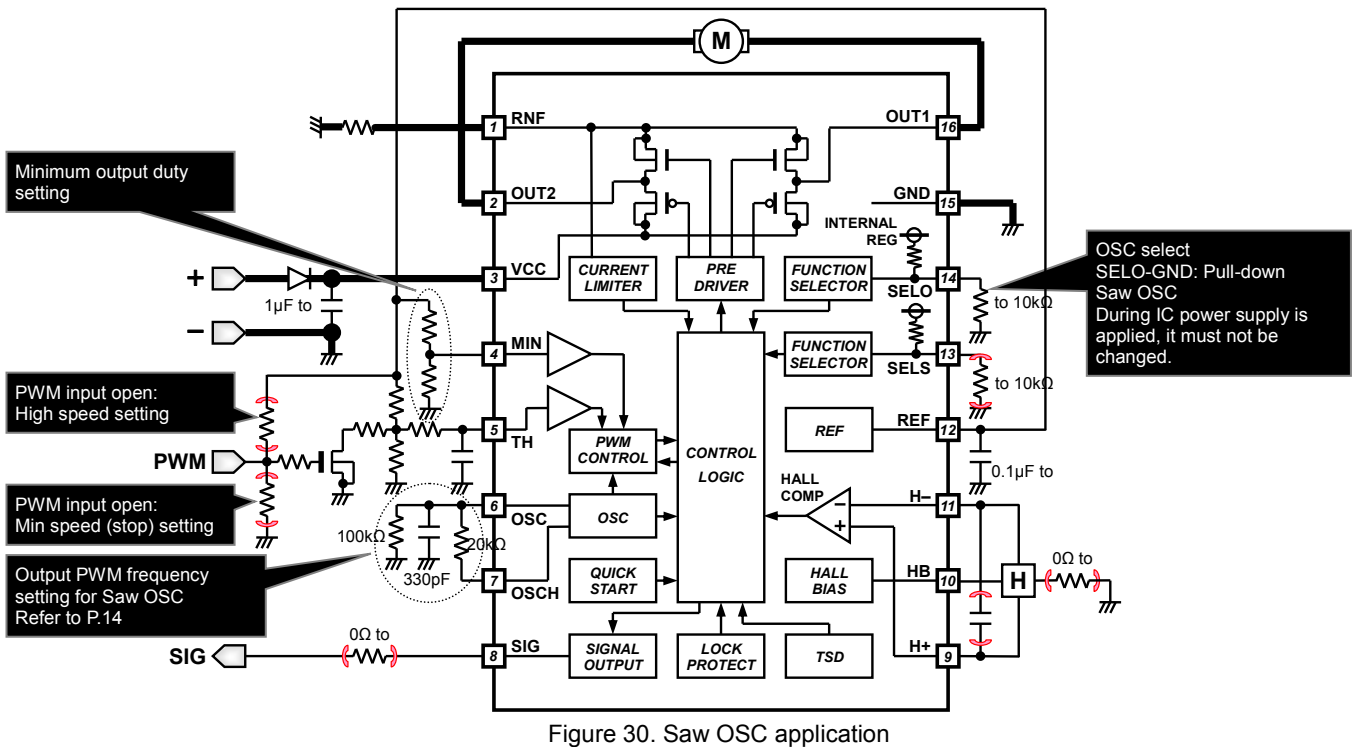 M
1
RNF
OUT1
16
Minimum output duty
setting
2
OUT2
GND
15
INTERNAL
REG
OSC select
SELO-GND: Pull-down
Saw OSC
During IC power supply is
applied, it must not be
changed.
+
3
VCC
CURRENT
LIMITER
PRE
DRIVER
FUNCTION
SELECTOR
14
SELO
to 10kΩ
1µF to
−
4
MIN
FUNCTION
SELECTOR
13
SELS
to 10kΩ
PWM input open:
High speed setting
5
TH
PWM
CONTROL
CONTROL
LOGIC
REF
REF
12
0.1µF to
PWM
PWM input open:
Min speed (stop) setting
6
OSC
OSC
HALL
COMP
−
+
H−
11
100kΩ
330pF
20kΩ
Output PWM frequency
setting for Saw OSC
Refer to P.14
7
OSCH
QUICK
START
HALL
BIAS
HB
10
H
0Ω to
SIG
0Ω to
8
SIG
SIGNAL
OUTPUT
LOCK
PROTECT
TSD
H+
9
Figure 30. Saw OSC application